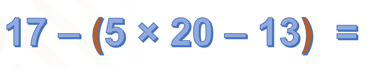 17 – (5 × 20 – 13) =